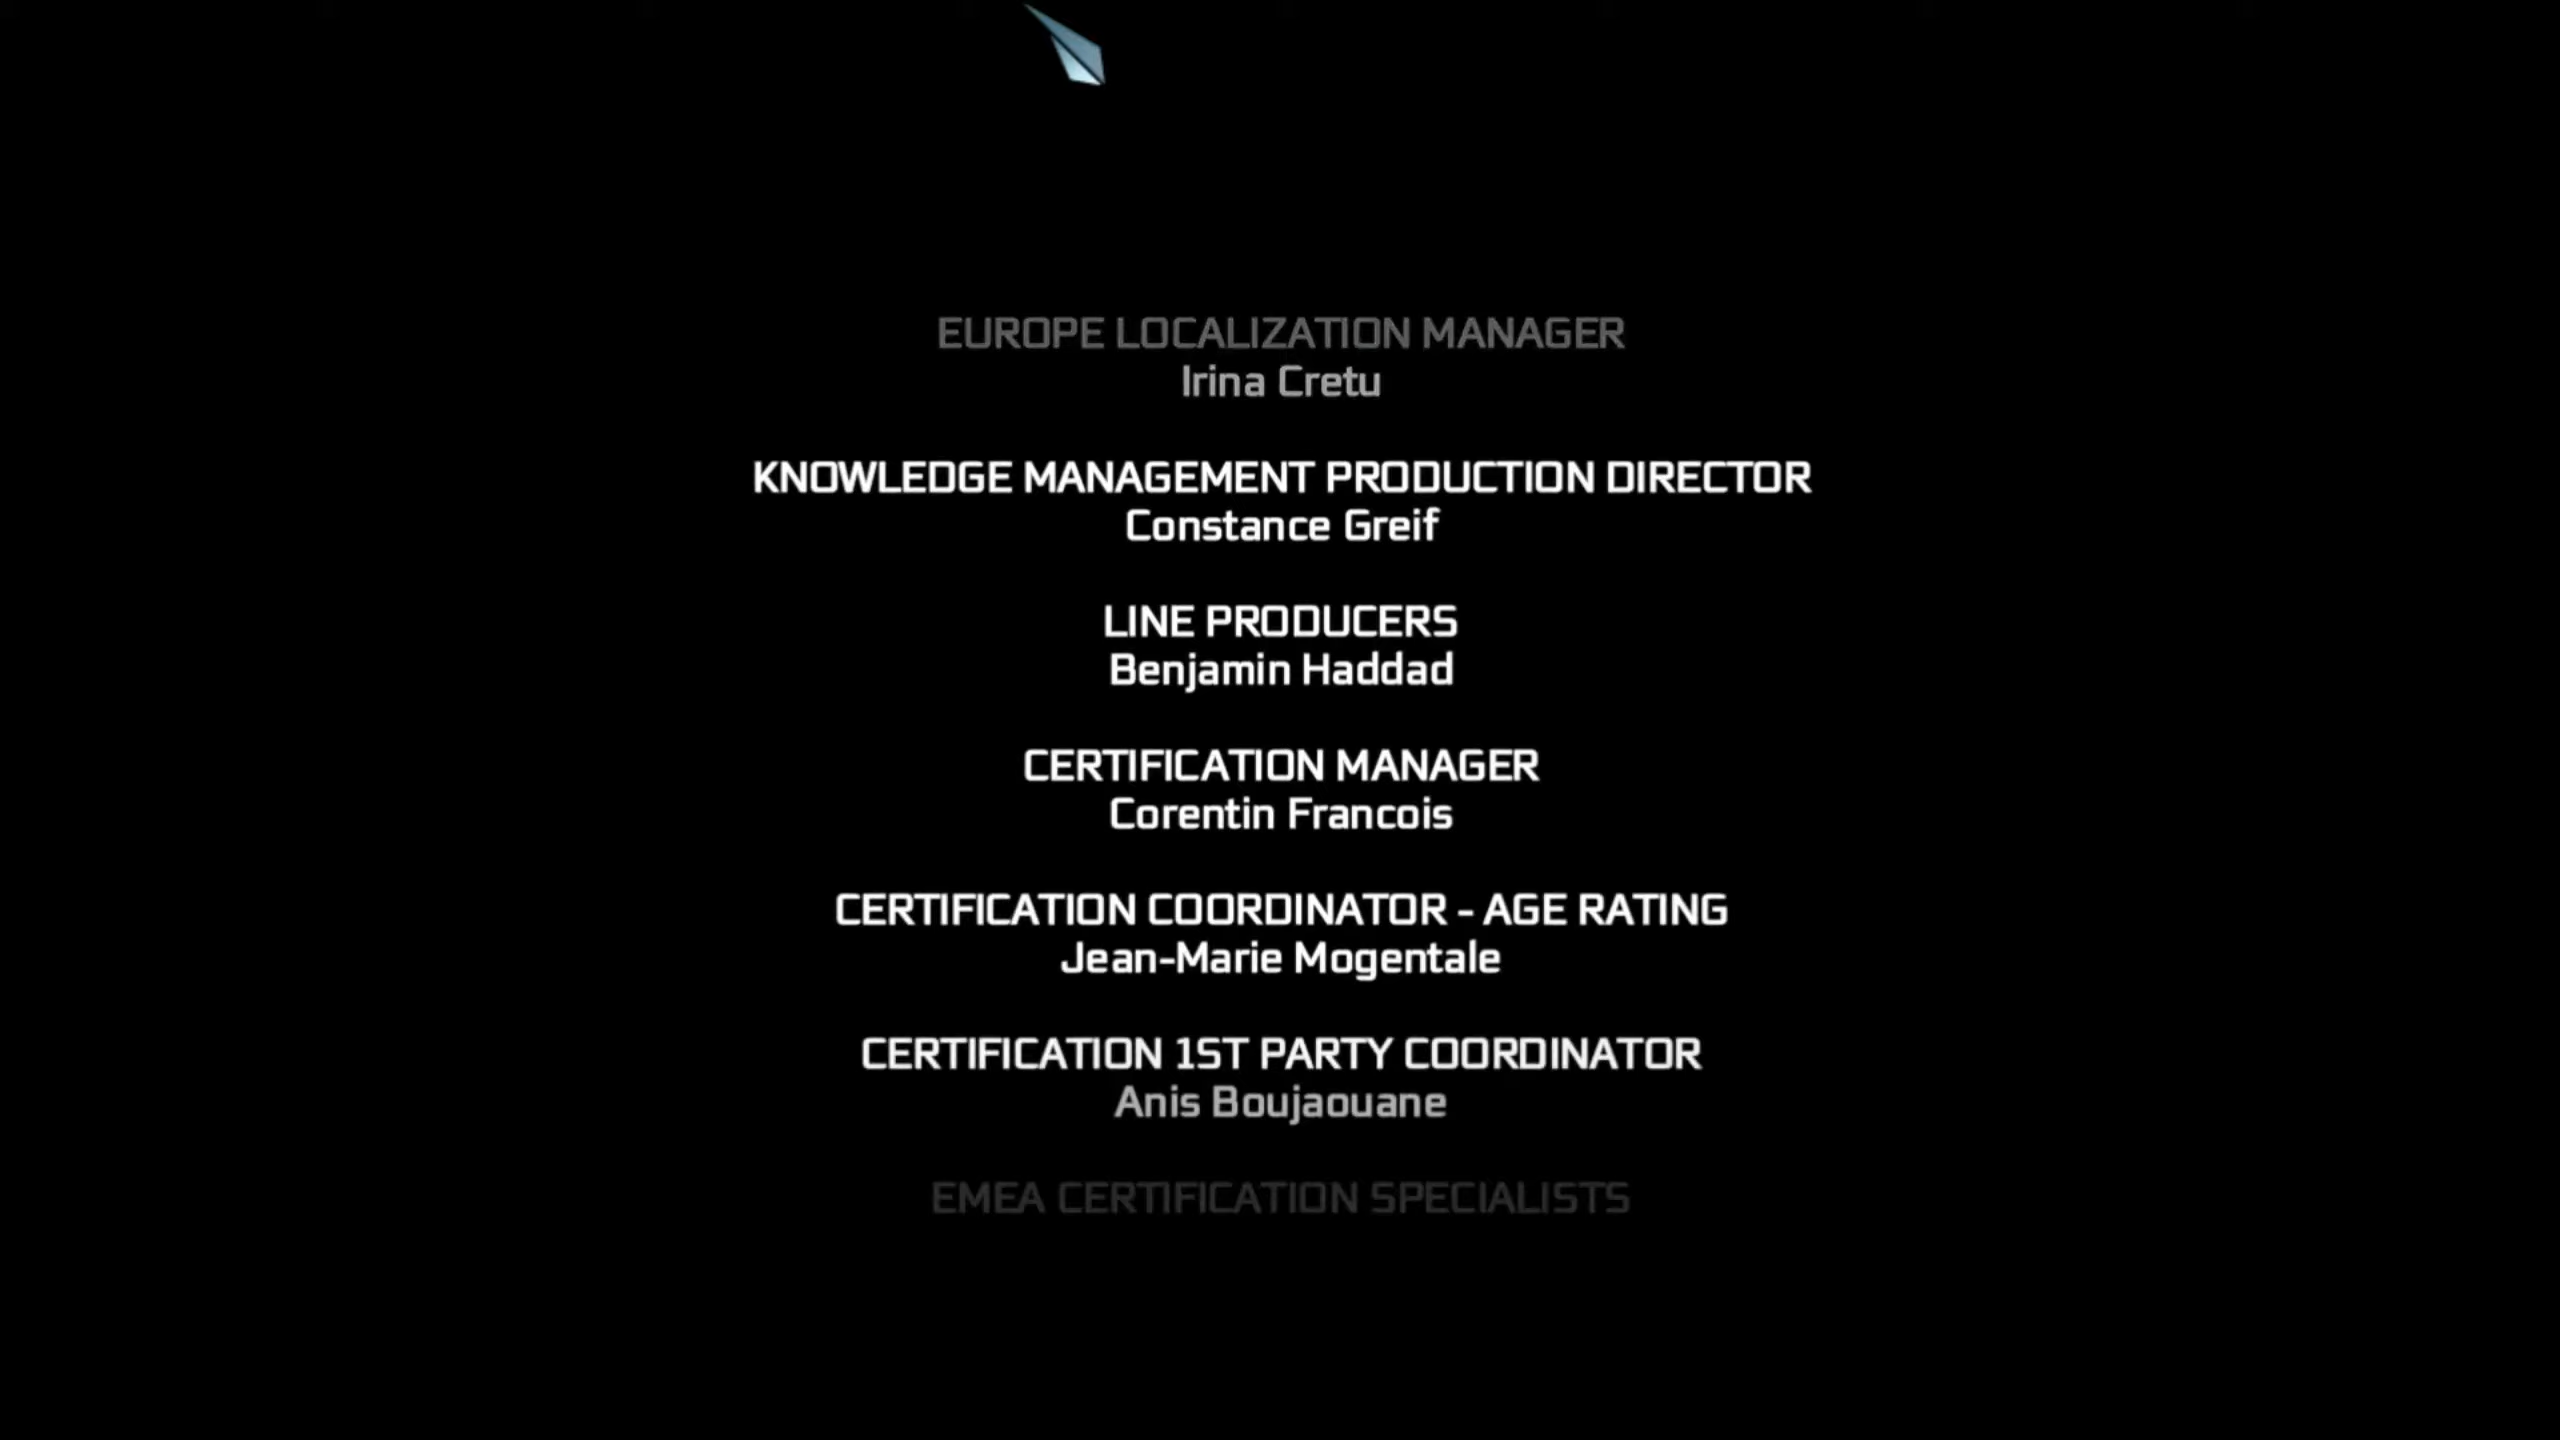 EUROPE LOCALIZATION MANAGER
Irina Cretu
KNOWLEDGE MANAGEMENT PRODUCTION DIRECTOR
Constance Greif
LINE PRODUCERS
Benjamin Haddad
CERTIFICATION MANAGER
Corentin Francois
CERTIFICATION COORDINATOR - AGE RATING
Jean-Marie Mogentale
CERTIFICATION 1ST PARTY COORDINATOR
Anis Boujaouane
EMEA CERTIFICATION SPECIALISTS